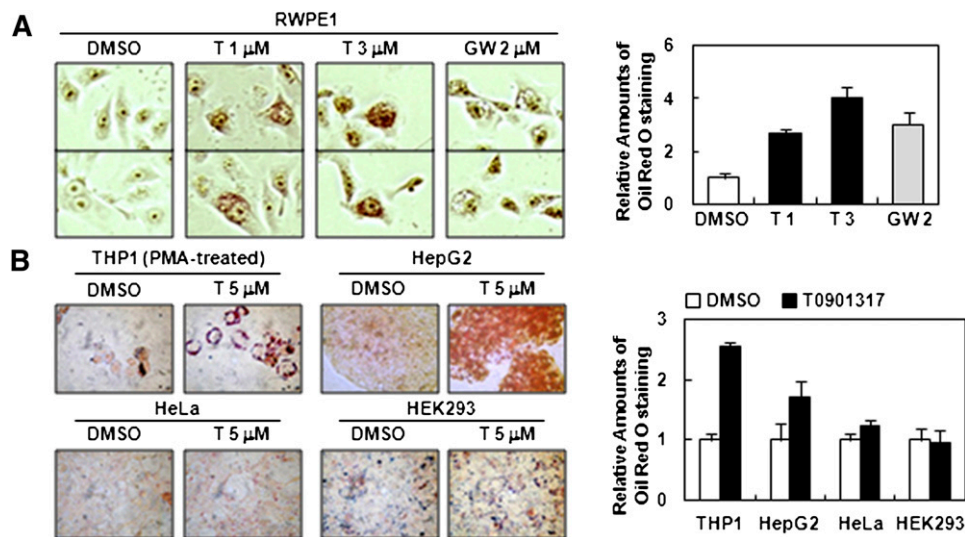 A
RWPE1
DMSO T 1 µM T 3 µM GW 2 µM
Relative Amounts of
Oil Red O staining
6
4
2
0
DMSO T 1 T 3 GW2
B
THP1 (PMA-treated) HepG2
DMSO T 5 µM DMSO T 5 µM
HeLa HEK293
DMSO T 5 µM DMSO T 5 µM
DMSO T0901317
Relative Amounts of
Oil Red O staining
3
2
1
0
THP1 HepG2 HeLa HEK293